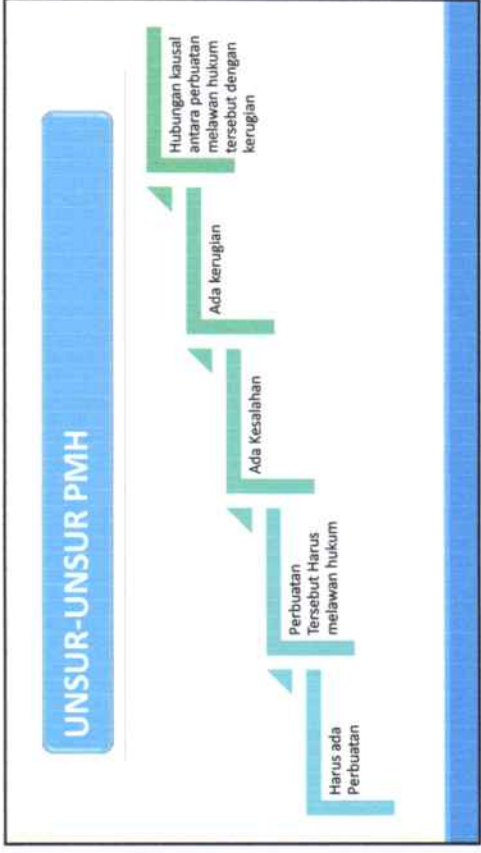 UNSUR-UNSUR PMH
Harus ada
Perbuatan
Perbuatan
Tersebut Harus
melawan hukum
Ada Kesalahan
Ada kerugian
Hubungan kausal
antara perbuatan
melawan hukum
tersebut dengan
kerugian